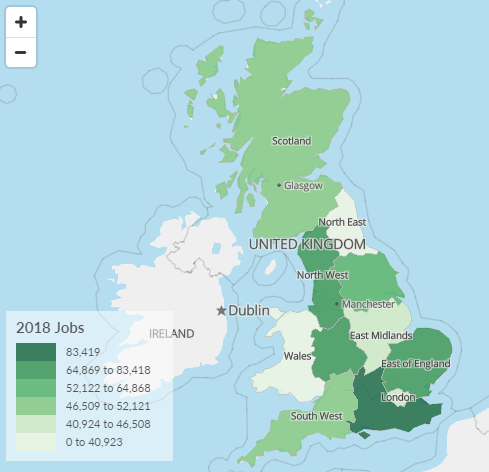 +
−
Scotland
Glasgow
North East
UNITED KINGDOM
North West
Manchester
Dublin
IRELAND
East Midlands
Wales
East of England
London
South West
2018 Jobs
83,419
64,869 to 83,418
52,122 to 64,868
46,509 to 52,121
40,924 to 46,508
0 to 40,923